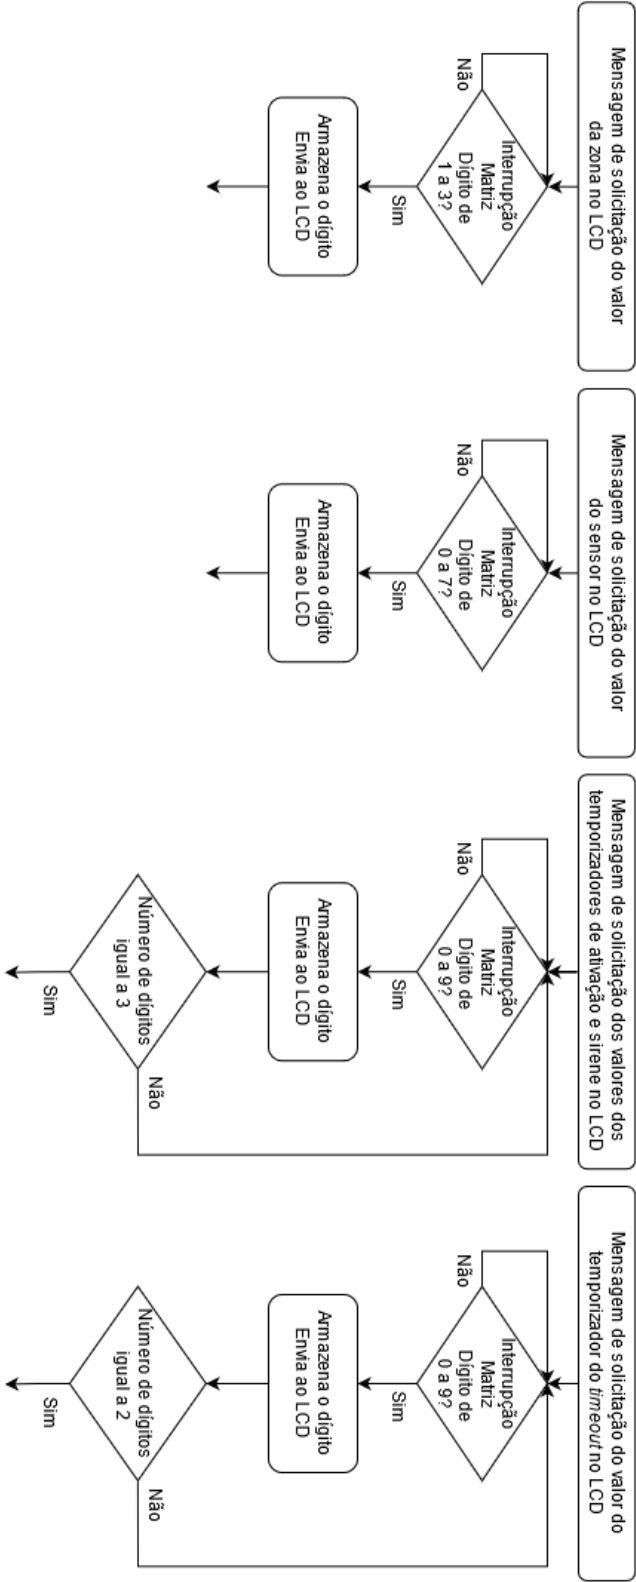 Mensagem de solicitação do valor
da zona no LCD
Não
Interrupção
Matriz
Dígito de
1 a 3?
Sim
Armazena o dígito
Envia ao LCD
Mensagem de solicitação do valor
do sensor no LCD
Não
Interrupção
Matriz
Dígito de
0 a 7?
Sim
Armazena o dígito
Envia ao LCD
Mensagem de solicitação dos valores dos
temporizadores de ativação e sirene no LCD
Não
Interrupção
Matriz
Dígito de
0 a 9?
Sim
Armazena o dígito
Envia ao LCD
Número de dígitos
igual a 3
Não
Sim
Mensagem de solicitação do valor do
temporizador do timeout no LCD
Não
Interrupção
Matriz
Dígito de
0 a 9?
Sim
Armazena o dígito
Envia ao LCD
Número de dígitos
igual a 2
Não
Sim